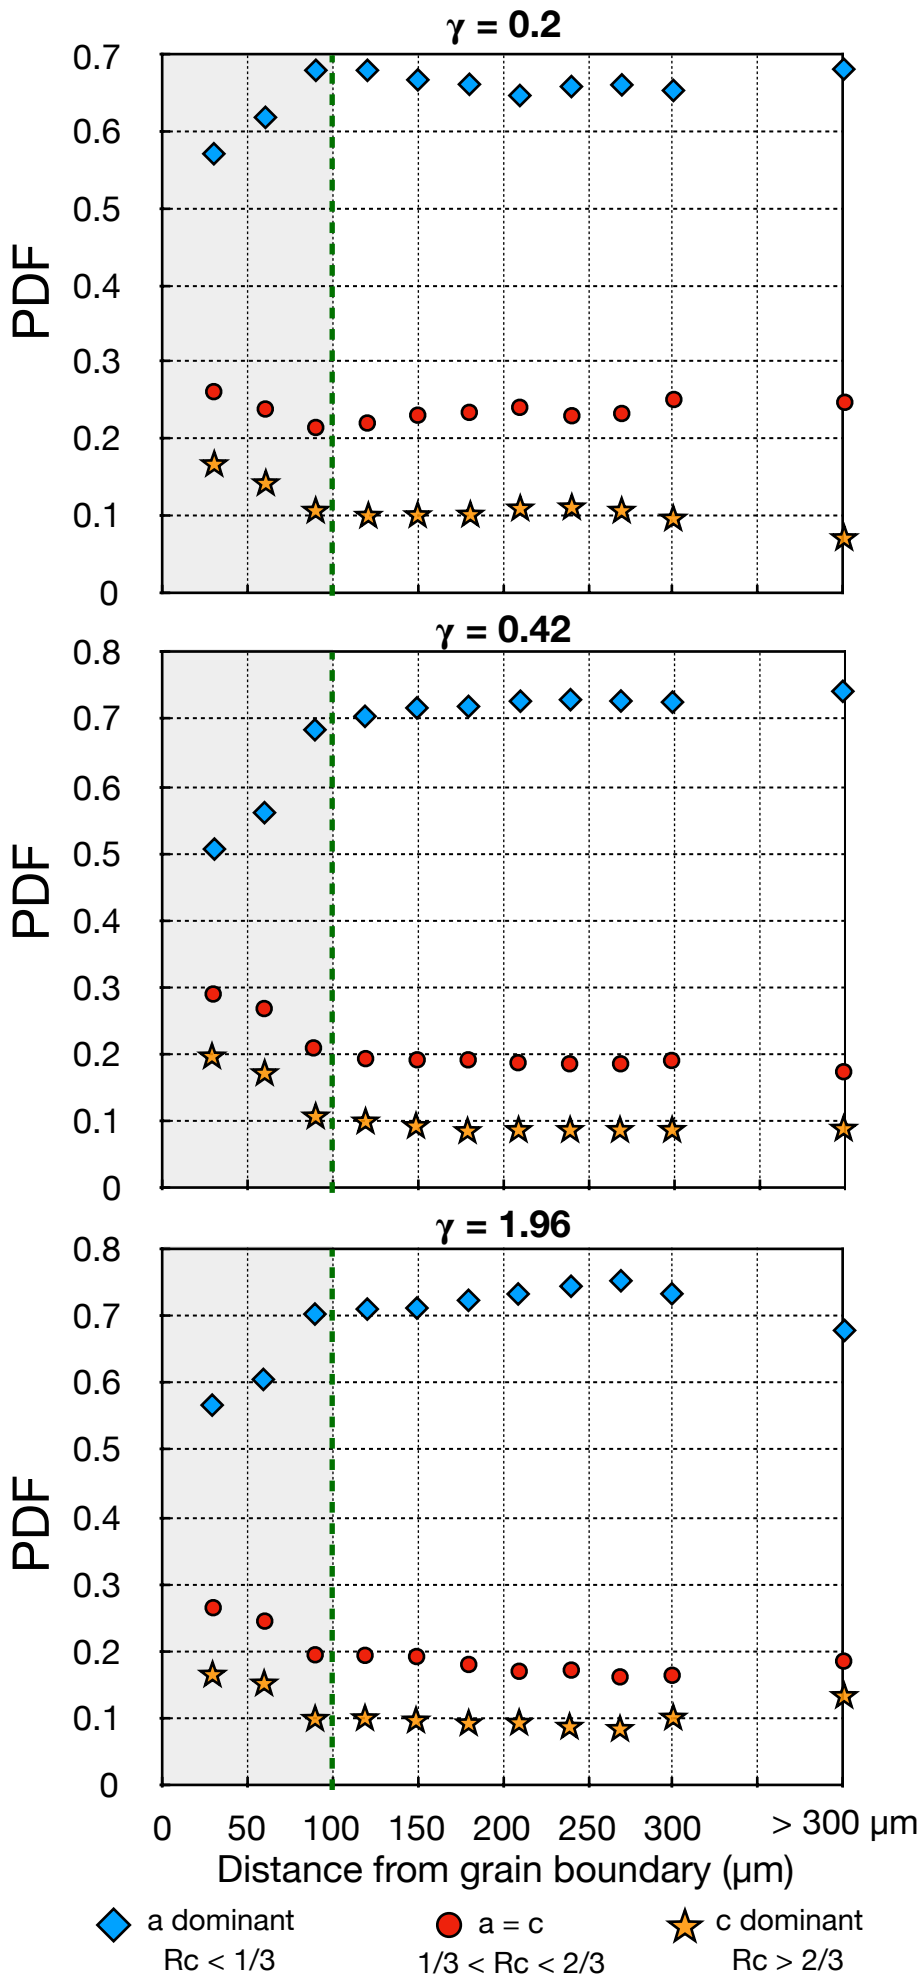 γ = 0.2
0.7
0.6
0.5
0.4
0.3
0.2
0.1
0
PDF
γ = 0.42
0.8
0.7
0.6
0.5
0.4
0.3
0.2
0.1
0
PDF
γ = 1.96
0.8
0.7
0.6
0.5
0.4
0.3
0.2
0.1
0
PDF
0 50 100 150 200 250 300 > 300 μm
Distance from grain boundary (μm)
a dominant a = c c dominant
Rc < 1/3 1/3 < Rc < 2/3 Rc > 2/3